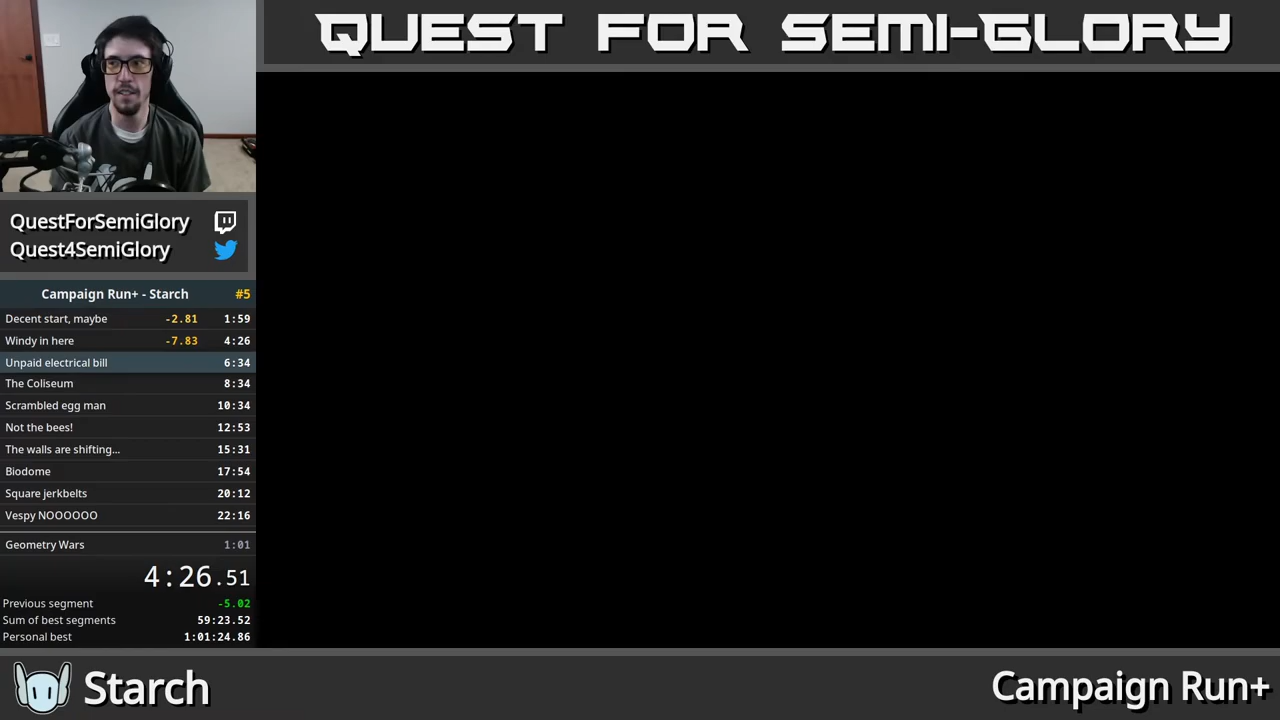 QUEST FOR SEMI-GLORY
QuestForSemiGlory
Quest4SemiGlory
Campaign Run+ - Starch #5
Decent start, maybe -2.81 1:59
Windy in here -7.83 4:26
Unpaid electrical bill 6:34
The Coliseum 8:34
Scrambled egg man 10:34
Not the bees! 12:53
The walls are shifting... 15:31
Biodome 17:54
Square jerkbelts 20:12
Vespy NOOOOOO 22:16
Geometry Wars 1:01
4:26.51
Previous segment -5.02
Sum of best segments 59:23.52
Personal best 1:01:24.86
Starch
Campaign Run+